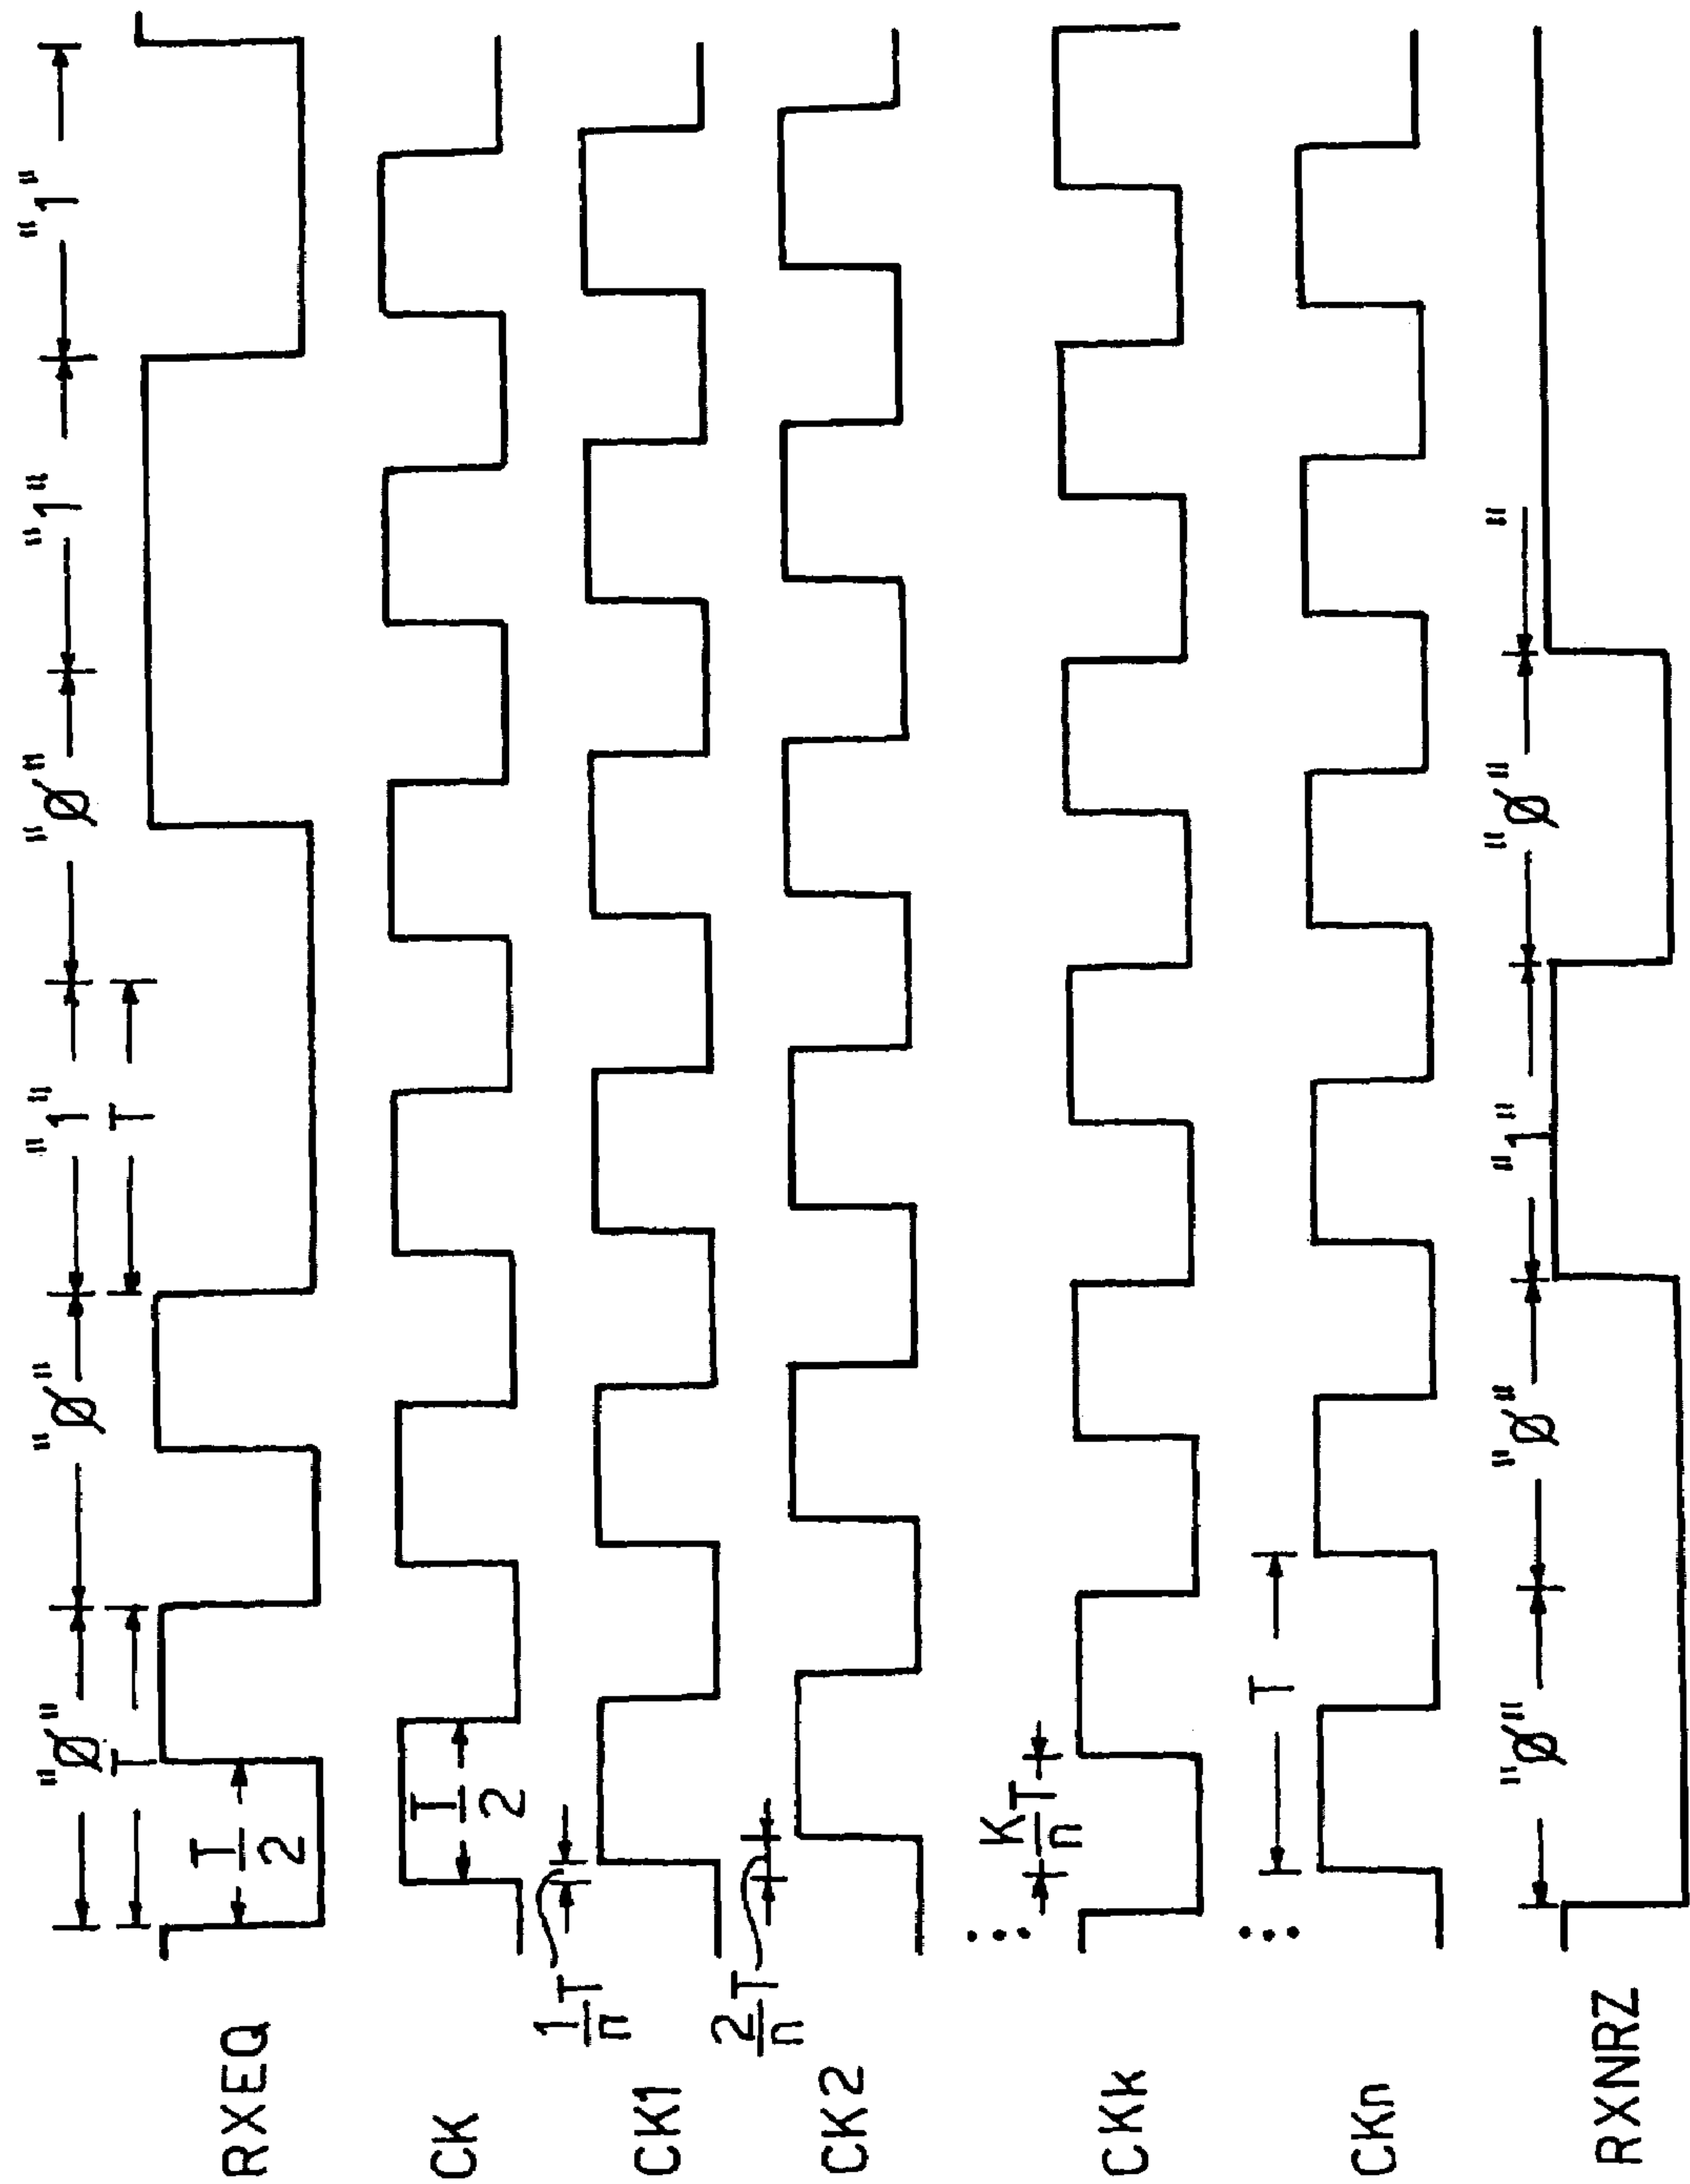 "Ø" "Ø" "1" "Ø" "1" "1"
T T
RXEQ T/2
CK T/2
1/n T
CK1
2/n T
CK2
K/n T
CKk
T
CKn
"Ø" "Ø" "1" "Ø" "
RXNRZ